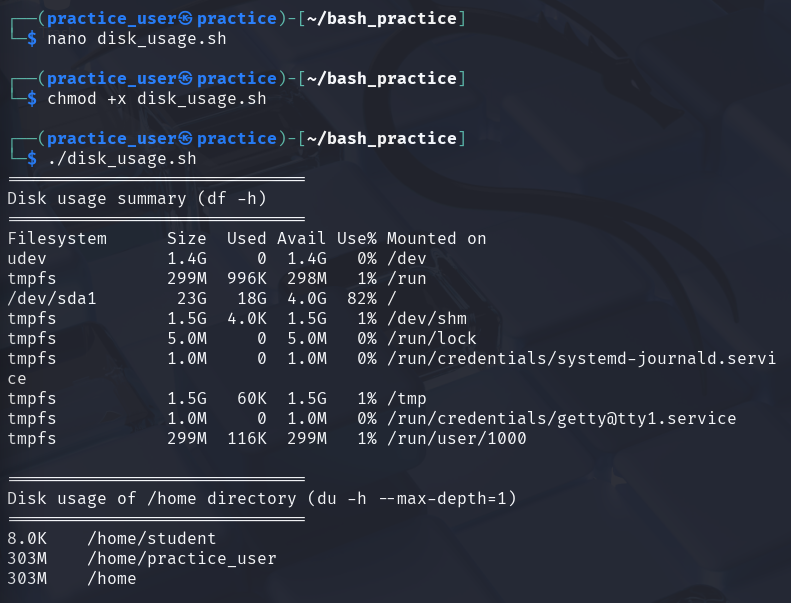 ┌──(practice_user㉿practice)-[~/bash_practice]
└─$ nano disk_usage.sh
┌──(practice_user㉿practice)-[~/bash_practice]
└─$ chmod +x disk_usage.sh
┌──(practice_user㉿practice)-[~/bash_practice]
└─$ ./disk_usage.sh
==============================
Disk usage summary (df -h)
==============================
Filesystem      Size  Used Avail Use% Mounted on
udev            1.4G     0  1.4G   0% /dev
tmpfs           299M  996K  298M   1% /run
/dev/sda1        23G   18G  4.0G  82% /
tmpfs           1.5G  4.0K  1.5G   1% /dev/shm
tmpfs           5.0M     0  5.0M   0% /run/lock
tmpfs           1.0M     0  1.0M   0% /run/credentials/systemd-journald.servi
ce
tmpfs           1.5G   60K  1.5G   1% /tmp
tmpfs           1.0M     0  1.0M   0% /run/credentials/getty@tty1.service
tmpfs           299M  116K  299M   1% /run/user/1000
==============================
Disk usage of /home directory (du -h --max-depth=1)
==============================
8.0K    /home/student
303M    /home/practice_user
303M    /home